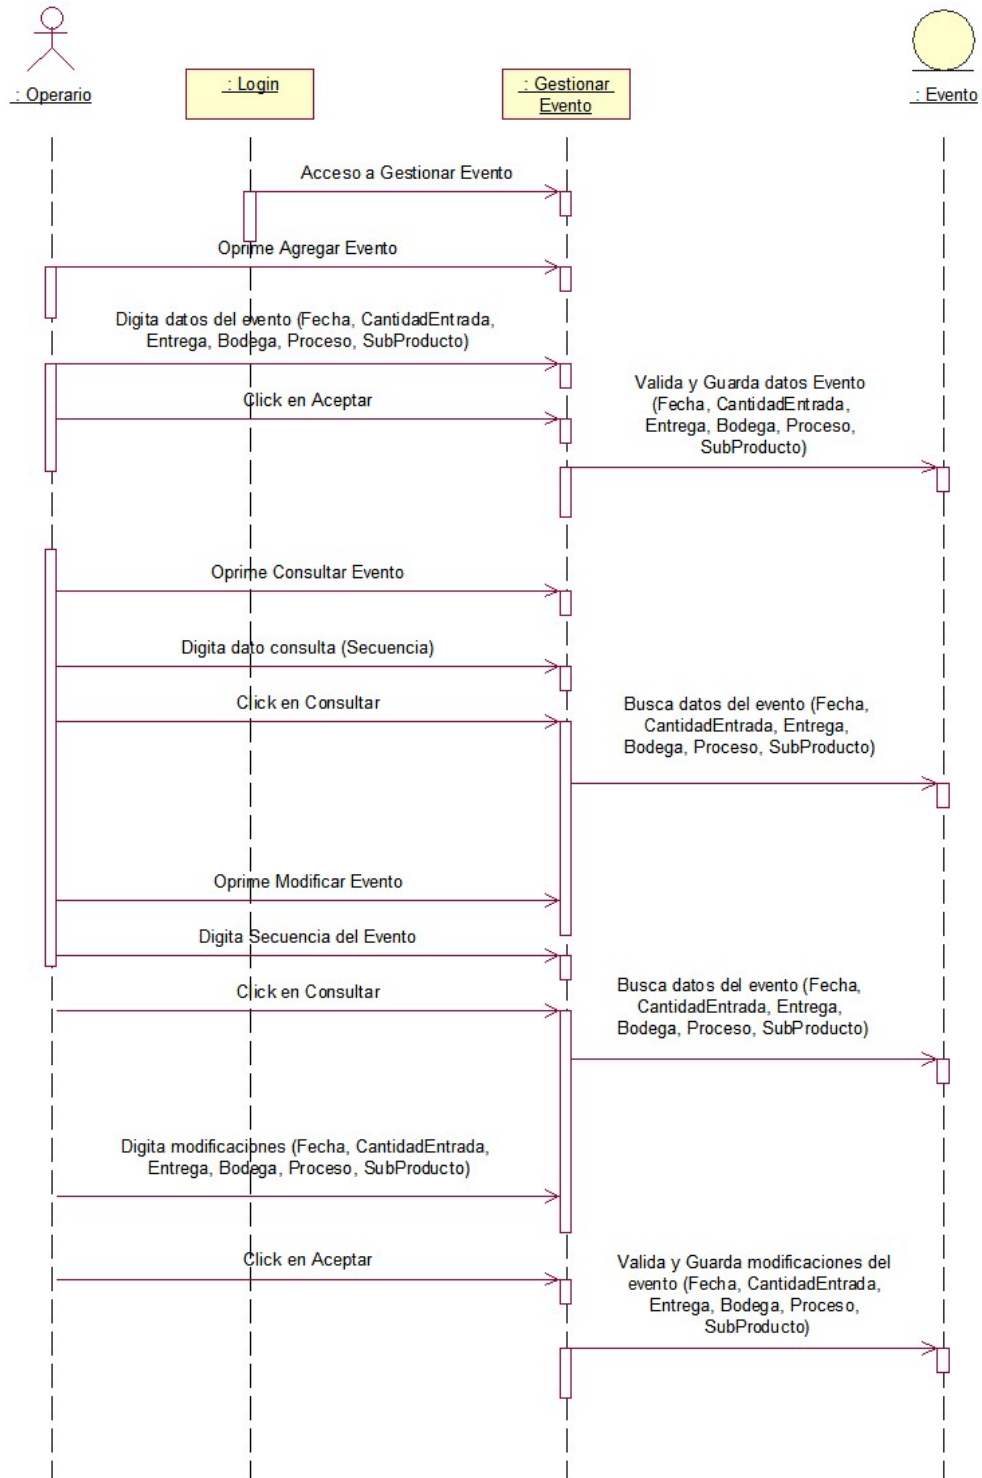 : Operario
: Login
: Gestionar
Evento
: Evento
Acceso a Gestionar Evento
Oprime Agregar Evento
Digita datos del evento (Fecha, CantidadEntrada,
Entrega, Bodega, Proceso, SubProducto)
Click en Aceptar
Valida y Guarda datos Evento
(Fecha, CantidadEntrada,
Entrega, Bodega, Proceso,
SubProducto)
Oprime Consultar Evento
Digita dato consulta (Secuencia)
Click en Consultar
Busca datos del evento (Fecha,
CantidadEntrada, Entrega,
Bodega, Proceso, SubProducto)
Oprime Modificar Evento
Digita Secuencia del Evento
Click en Consultar
Busca datos del evento (Fecha,
CantidadEntrada, Entrega,
Bodega, Proceso, SubProducto)
Digita modificaciones (Fecha, CantidadEntrada,
Entrega, Bodega, Proceso, SubProducto)
Click en Aceptar
Valida y Guarda modificaciones del
evento (Fecha, CantidadEntrada,
Entrega, Bodega, Proceso,
SubProducto)